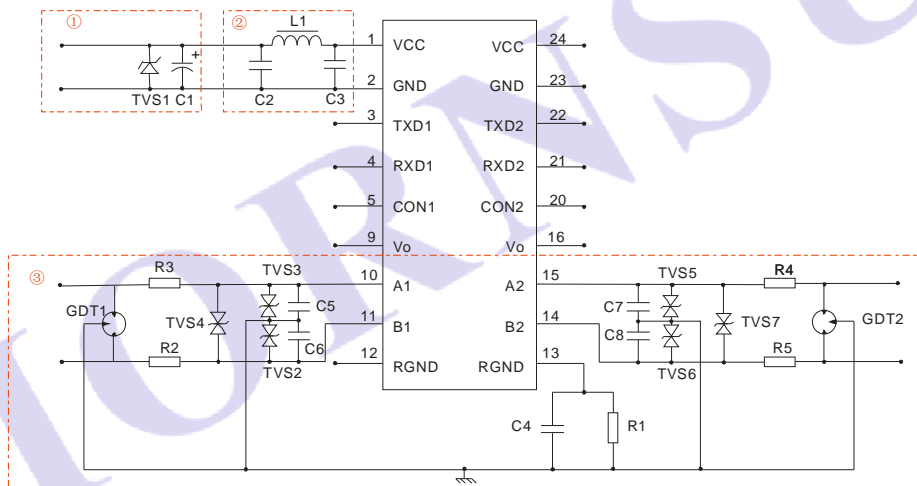 ①
②
L1
TVS1
C1
+
C2
C3
1
VCC
VCC
24
2
GND
GND
23
3
TXD1
TXD2
22
4
RXD1
RXD2
21
5
CON1
CON2
20
9
Vo
Vo
16
③
R3
TVS3
10
A1
A2
15
TVS5
R4
GDT1
TVS4
C5
C7
TVS7
GDT2
11
B1
B2
14
C6
C8
R2
TVS2
12
RGND
RGND
13
TVS6
R5
C4
R1
MORNSU